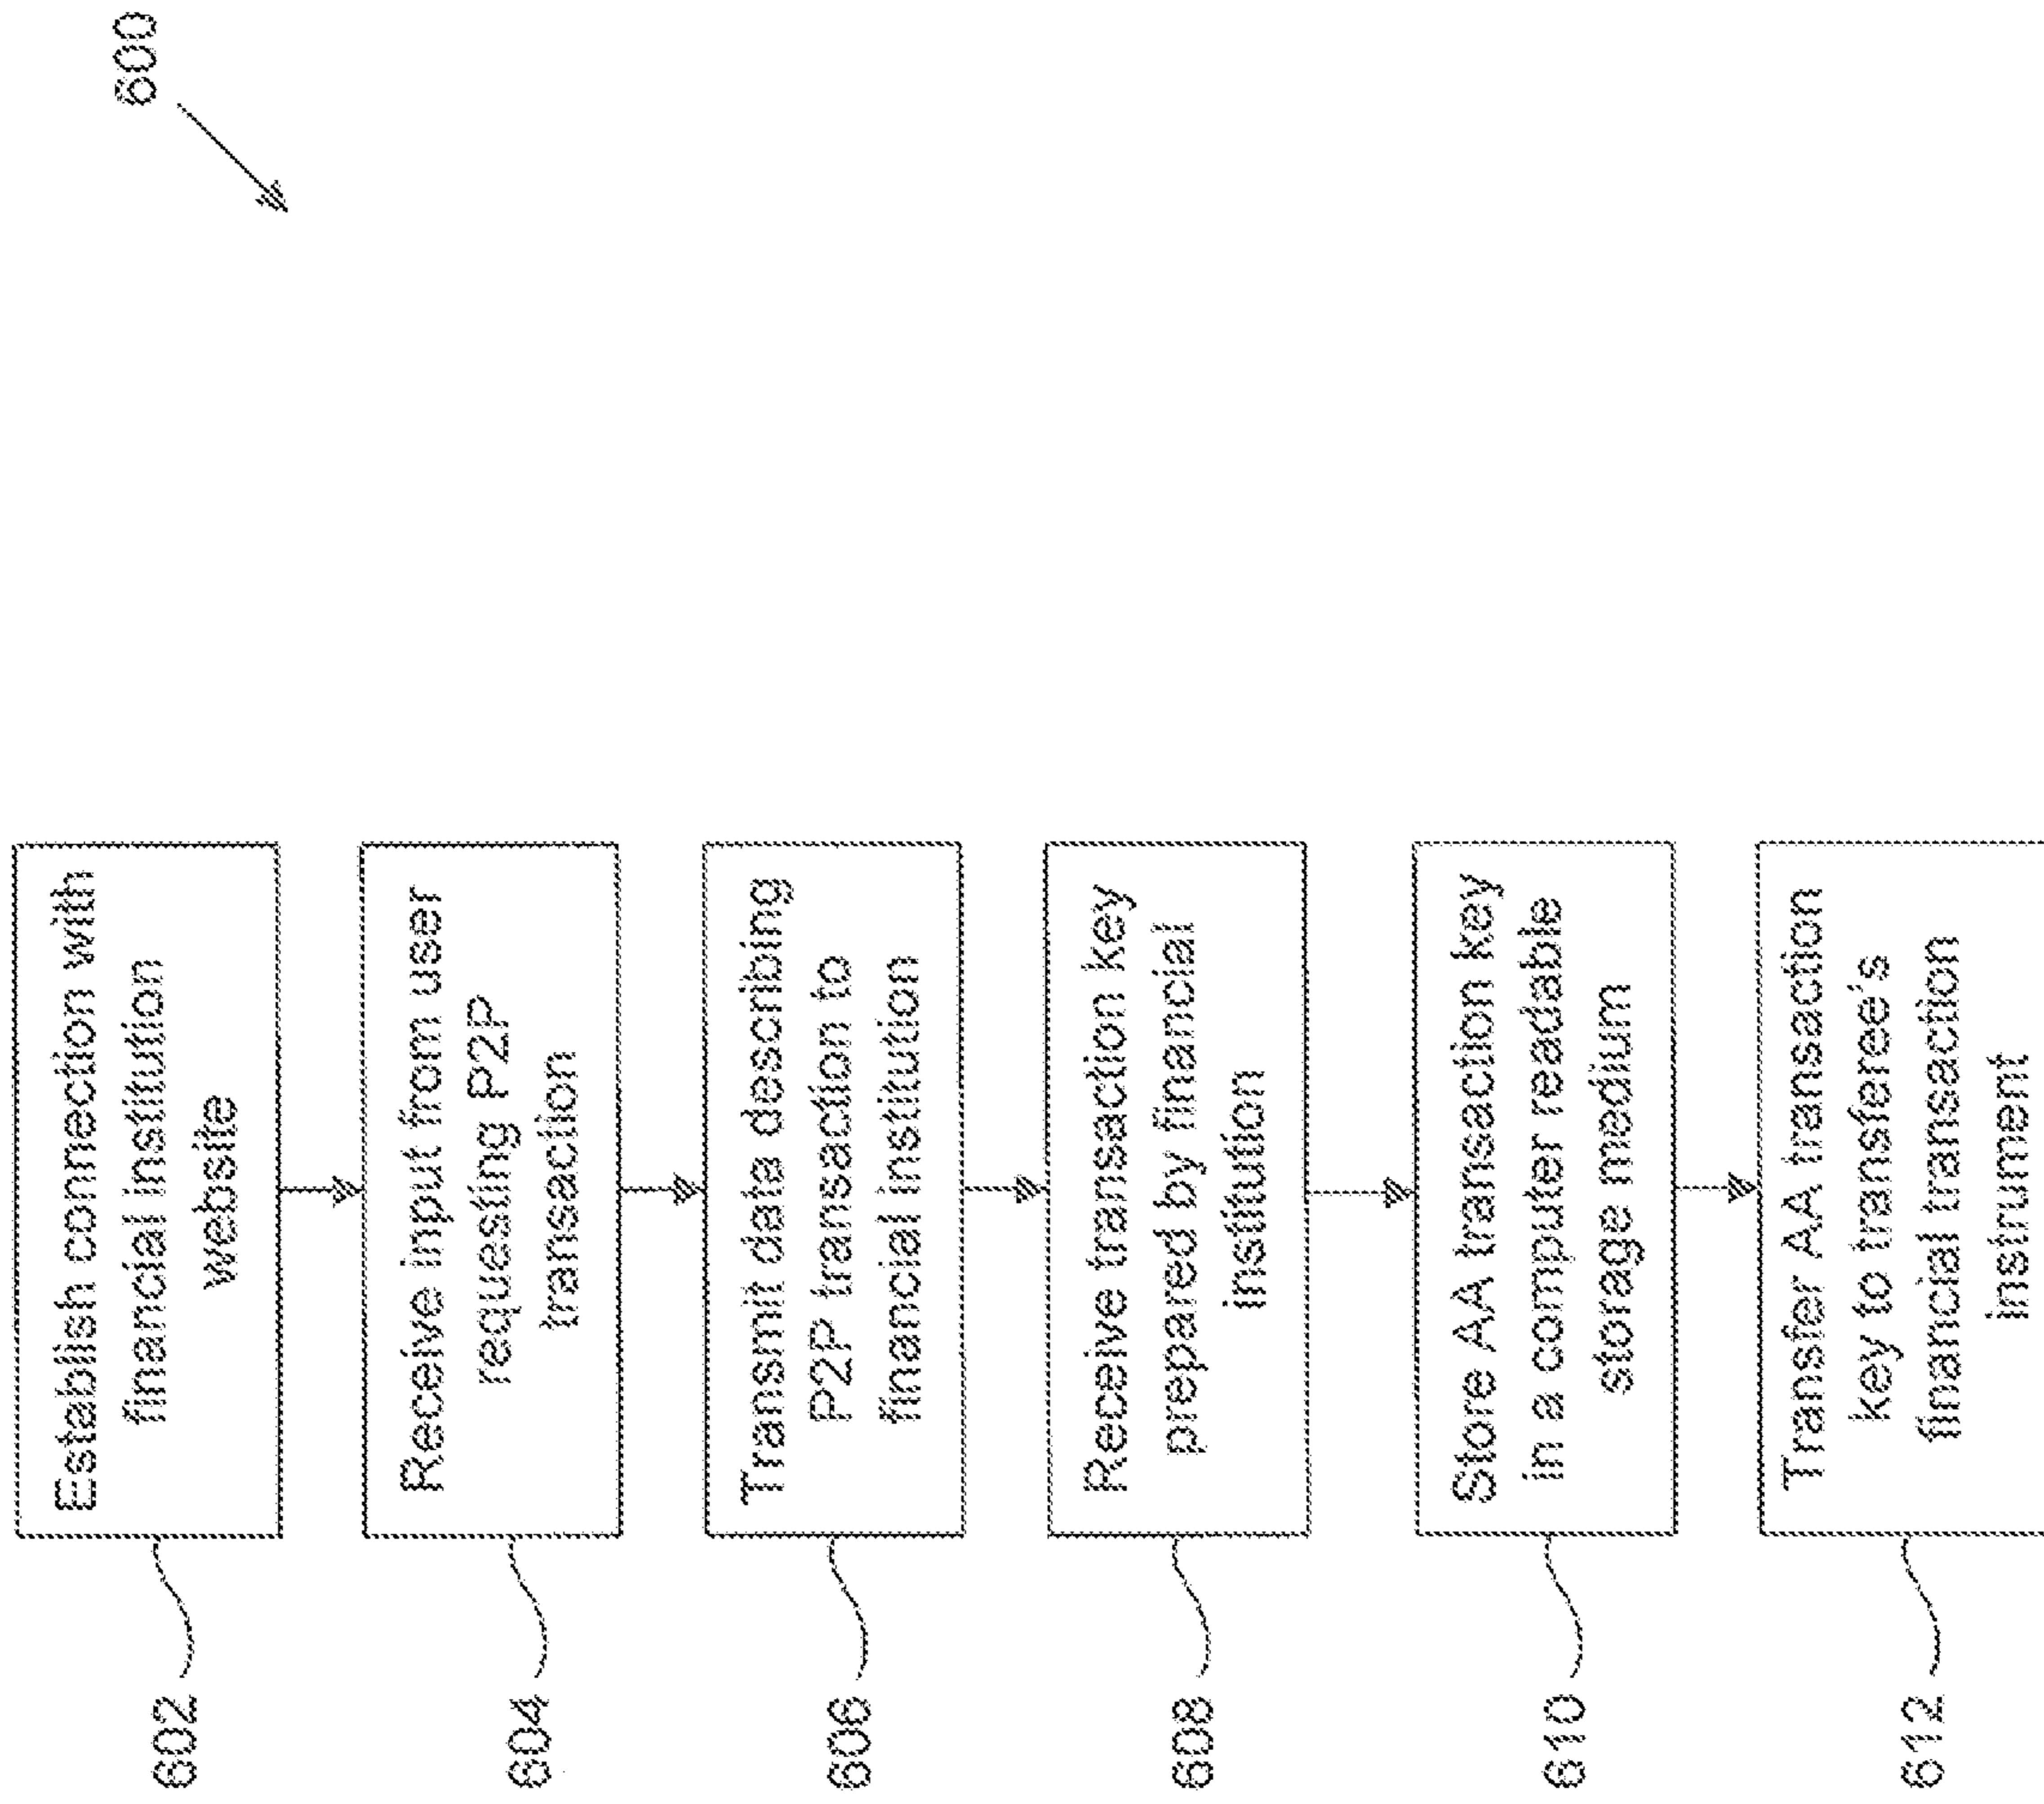 600
602
Establish connection with
financial institution
website
604
Receive input from user
requesting P2P
transaction
606
Transmit data describing
P2P transaction to
financial institution
608
Receive transaction key
prepared by financial
institution
610
Store AA transaction key
in a computer readable
storage medium
612
Transfer AA transaction
key to transferee's
financial transaction
instrument